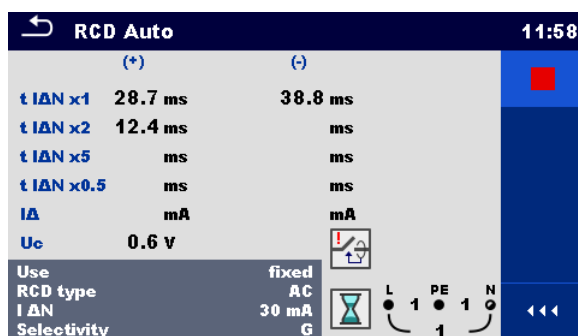 RCD Auto 11:58
(+) (-)
t IΔN x1 28.7 ms 38.8 ms
t IΔN x2 12.4 ms ms
t IΔN x5 ms ms
t IΔN x0.5 ms ms
IΔ mA mA
Uc 0.6 V
Use fixed
RCD type AC
I ΔN 30 mA
Selectivity G
L PE N
1 1
1